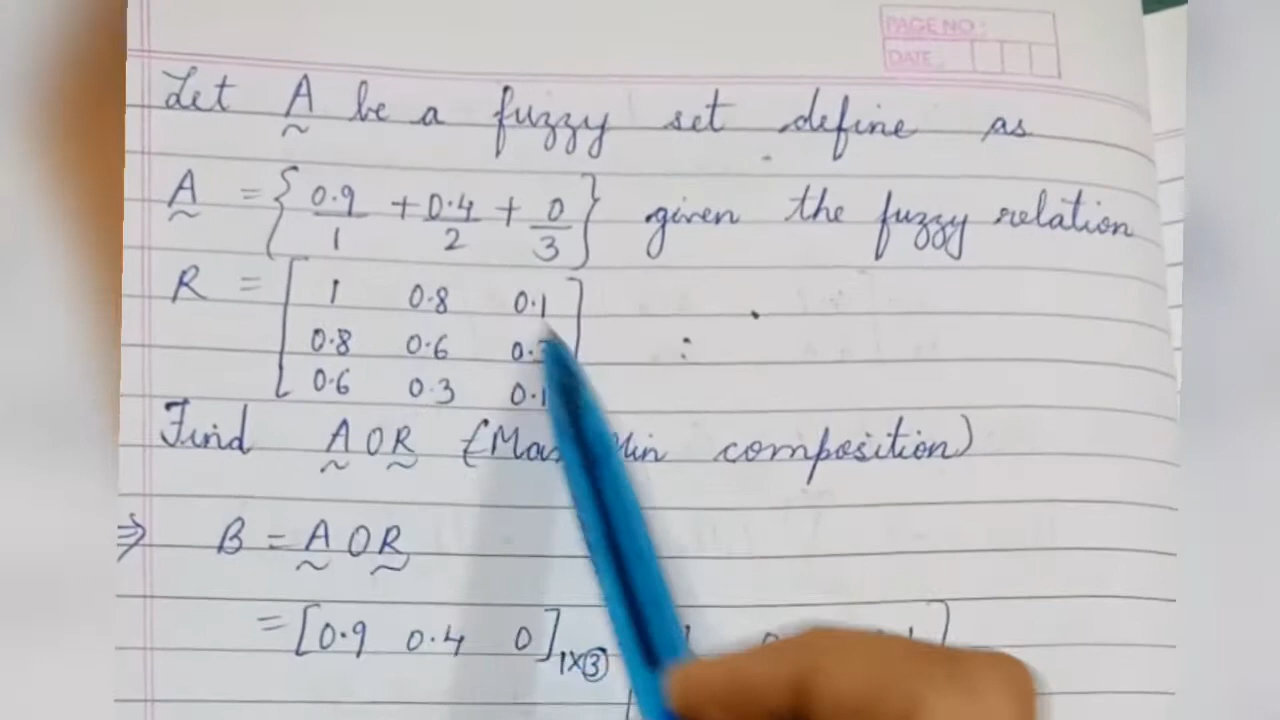 PAGE NO.:
DATE
Let A be a fuzzy set define as
A = { 0.9/1 + 0.4/2 + 0/3 } given the fuzzy relation
R = [ 1 0.8 0.1
0.8 0.6 0.
0.6 0.3 0.1
Find A O R (Max Min composition)
⇒ B = A O R
= [0.9 0.4 0]1×3